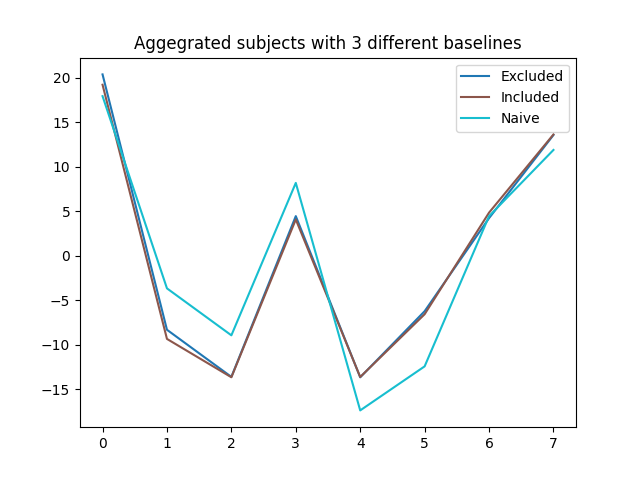 Aggegrated subjects with 3 different baselines
Excluded
Included
Naive
20
15
10
5
0
−5
−10
−15
0 1 2 3 4 5 6 7